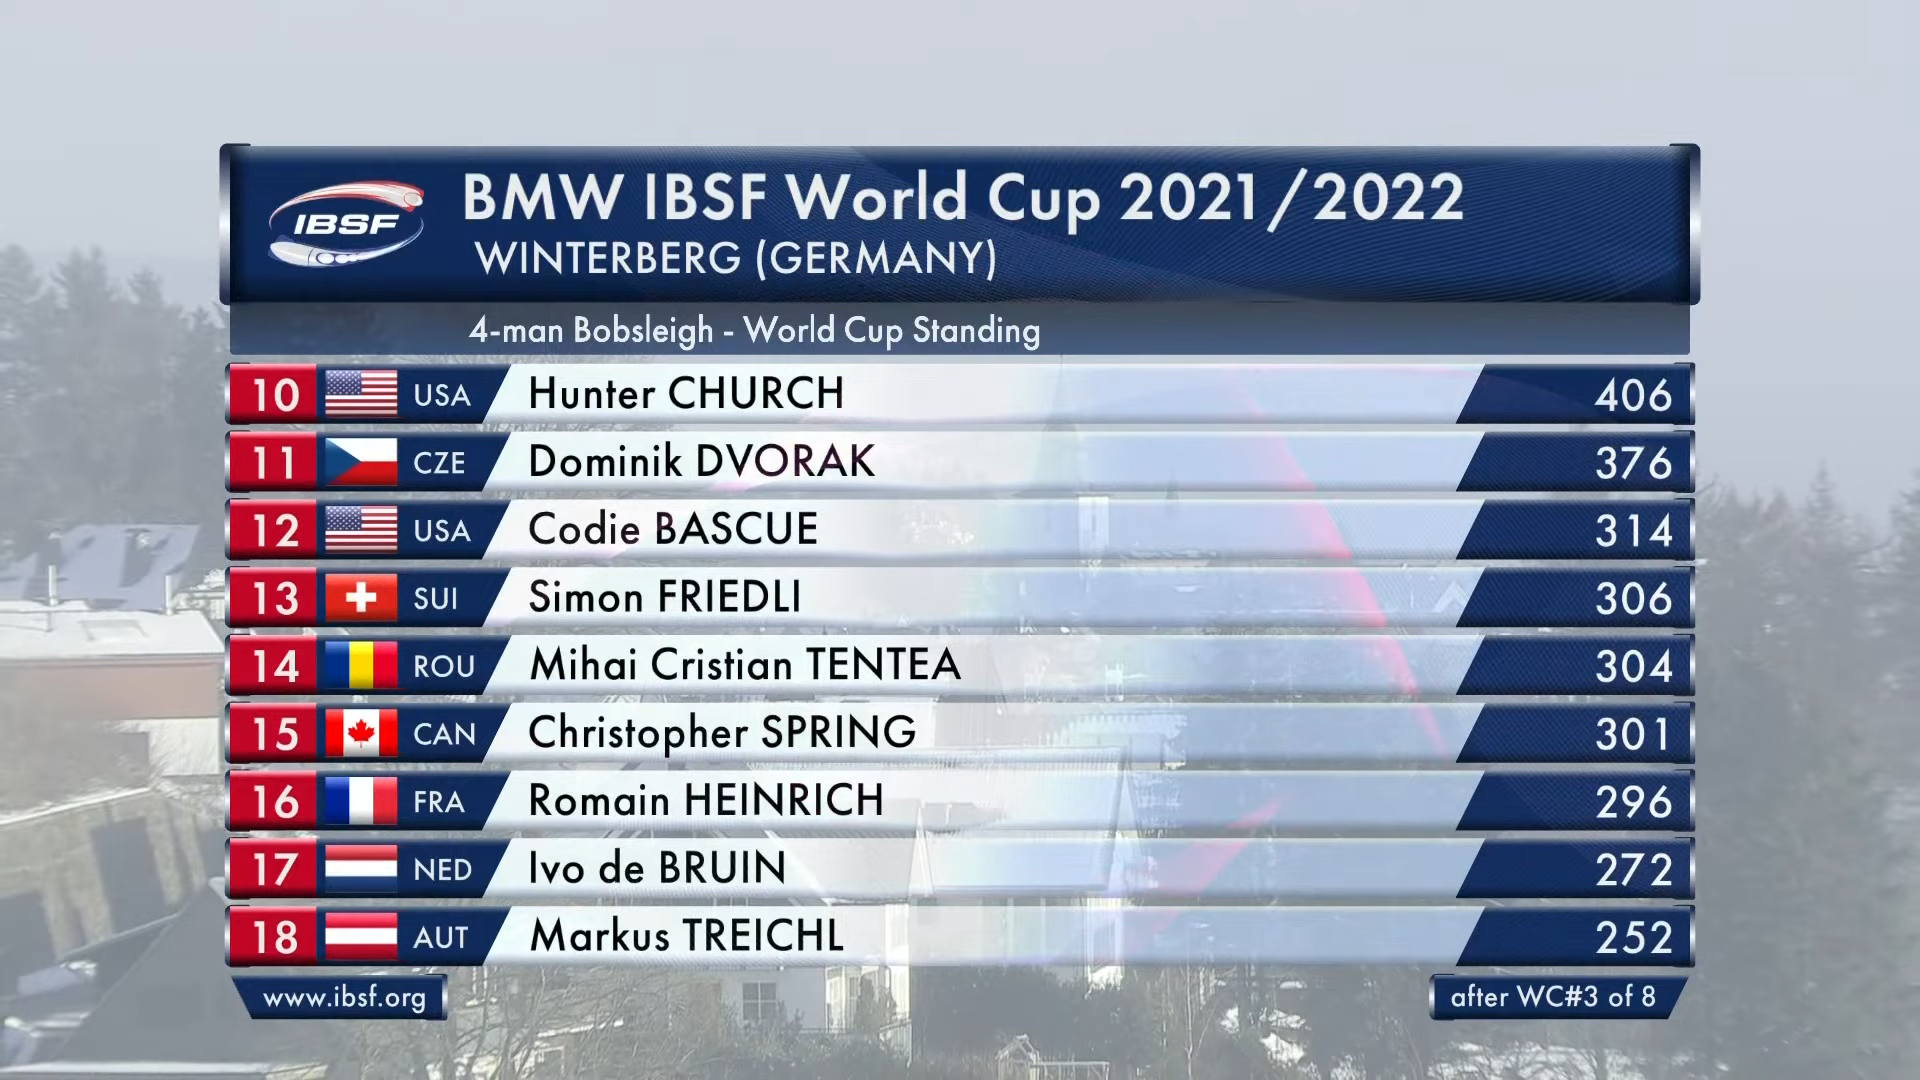 IBSF
BMW IBSF World Cup 2021/2022
WINTERBERG (GERMANY)
4-man Bobsleigh - World Cup Standing
10 USA Hunter CHURCH 406
11 CZE Dominik DVORAK 376
12 USA Codie BASCUE 314
13 SUI Simon FRIEDLI 306
14 ROU Mihai Cristian TENTEA 304
15 CAN Christopher SPRING 301
16 FRA Romain HEINRICH 296
17 NED Ivo de BRUIN 272
18 AUT Markus TREICHL 252
www.ibsf.org
after WC#3 of 8